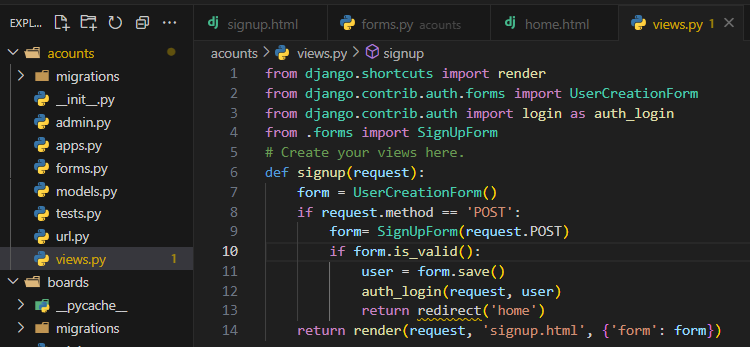 EXPL...
signup.html
forms.py acounts
home.html
views.py 1
acounts
migrations
__init__.py
admin.py
apps.py
forms.py
models.py
tests.py
url.py
views.py 1
boards
__pycache__
migrations
acounts > views.py > signup
1 from django.shortcuts import render
2 from django.contrib.auth.forms import UserCreationForm
3 from django.contrib.auth import login as auth_login
4 from .forms import SignUpForm
5 # Create your views here.
6 def signup(request):
7 form = UserCreationForm()
8 if request.method == 'POST':
9 form= SignUpForm(request.POST)
10 if form.is_valid():
11 user = form.save()
12 auth_login(request, user)
13 return redirect('home')
14 return render(request, 'signup.html', {'form': form})